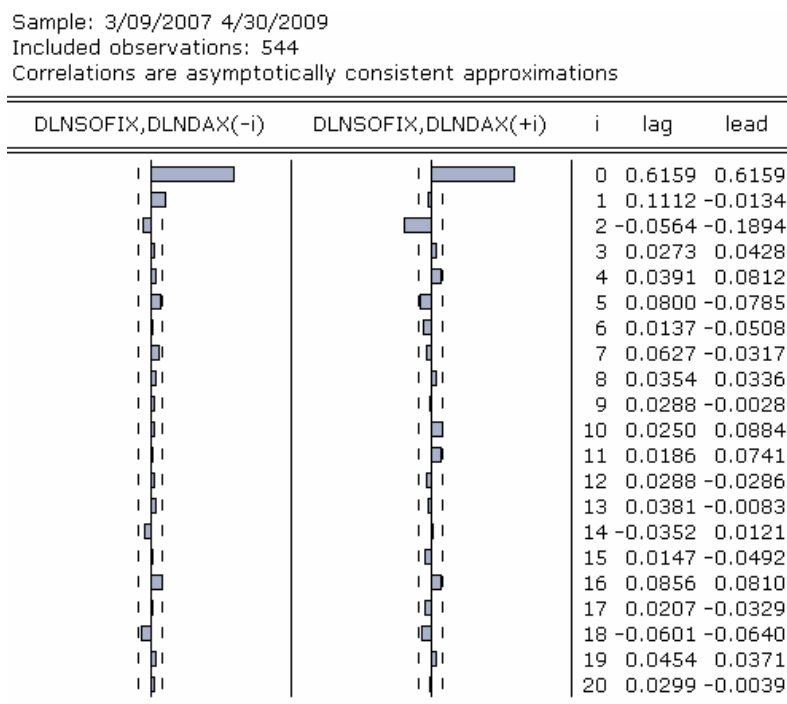 Sample: 3/09/2007 4/30/2009
Included observations: 544
Correlations are asymptotically consistent approximations
DLNSOFIX,DLNDAX(-i) DLNSOFIX,DLNDAX(+i) i lag lead
0 0.6159 0.6159
1 0.1112 -0.0134
2 -0.0564 -0.1894
3 0.0273 0.0428
4 0.0391 0.0812
5 0.0800 -0.0785
6 0.0137 -0.0508
7 0.0627 -0.0317
8 0.0354 0.0336
9 0.0288 -0.0028
10 0.0250 0.0884
11 0.0186 0.0741
12 0.0288 -0.0286
13 0.0381 -0.0083
14 -0.0352 0.0121
15 0.0147 -0.0492
16 0.0856 0.0810
17 0.0207 -0.0329
18 -0.0601 -0.0640
19 0.0454 0.0371
20 0.0299 -0.0039